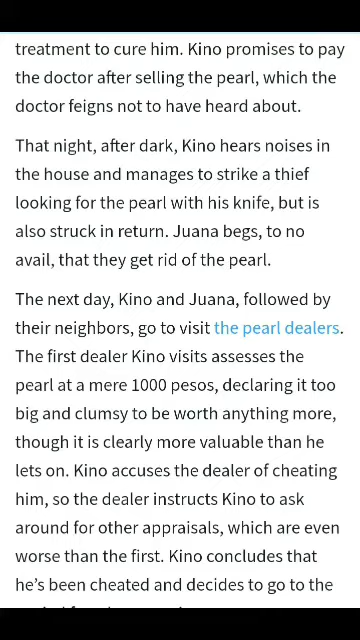 treatment to cure him. Kino promises to pay
the doctor after selling the pearl, which the
doctor feigns not to have heard about.
That night, after dark, Kino hears noises in
the house and manages to strike a thief
looking for the pearl with his knife, but is
also struck in return. Juana begs, to no
avail, that they get rid of the pearl.
The next day, Kino and Juana, followed by
their neighbors, go to visit the pearl dealers.
The first dealer Kino visits assesses the
pearl at a mere 1000 pesos, declaring it too
big and clumsy to be worth anything more,
though it is clearly more valuable than he
lets on. Kino accuses the dealer of cheating
him, so the dealer instructs Kino to ask
around for other appraisals, which are even
worse than the first. Kino concludes that
he’s been cheated and decides to go to the